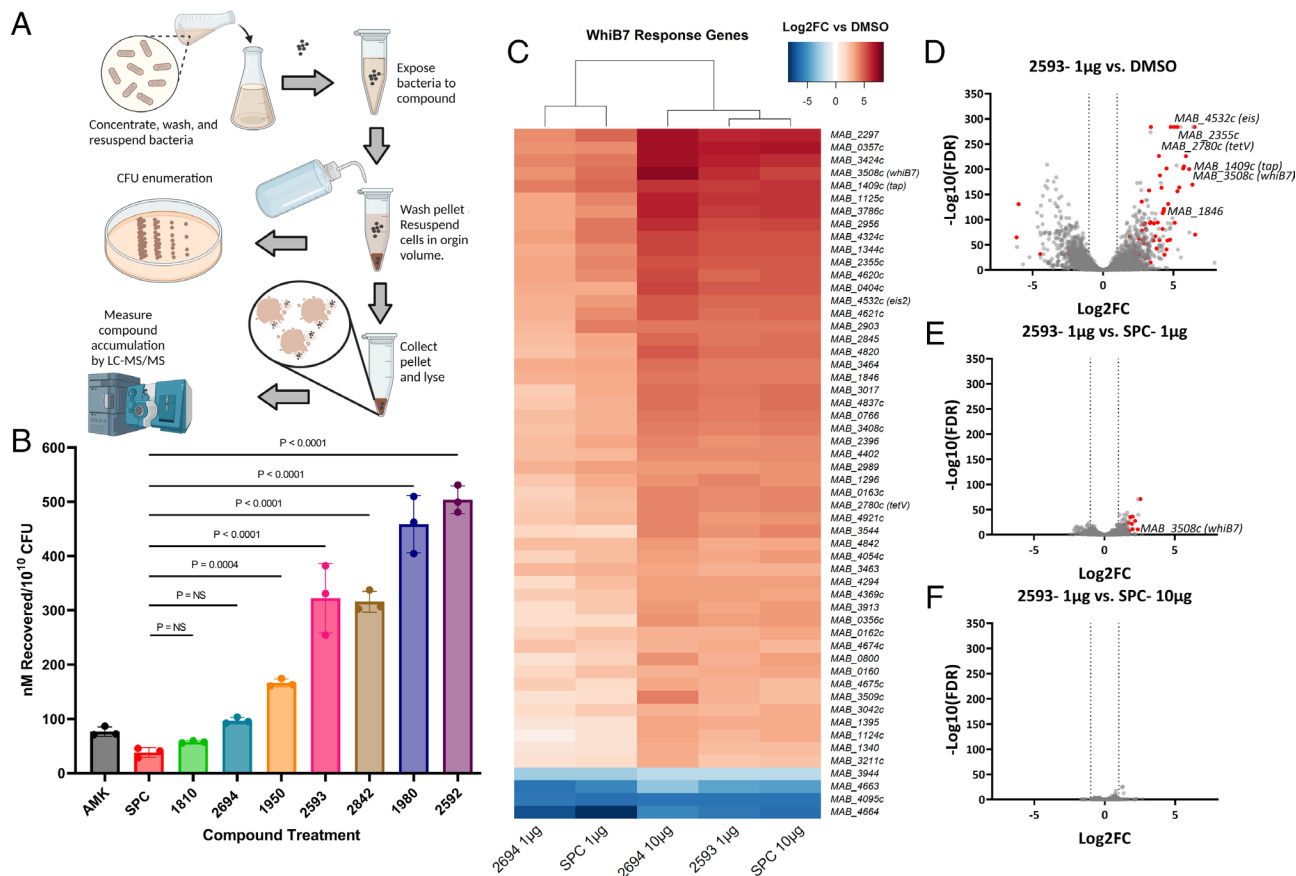 A
Concentrate, wash, and
resuspend bacteria
Expose
bacteria to
compound
CFU enumeration
Wash pellet
Resuspend
cells in orgin
volume.
Measure
compound
accumulation
by LC-MS/MS
Collect
pellet
and lyse
B
nM Recovered/10^10 CFU
600
500
400
300
200
100
0
P < 0.0001
P < 0.0001
P < 0.0001
P < 0.0001
P = 0.0004
P = NS
P = NS
AMK
SPC
1810
2694
1950
2593
2842
1980
2592
Compound Treatment
C
WhiB7 Response Genes
Log2FC vs DMSO
-5 0 5
MAB_2297
MAB_0357c
MAB_3424c
MAB_3508c (whiB7)
MAB_1409c (tap)
MAB_1125c
MAB_3786c
MAB_2956
MAB_4324c
MAB_1344c
MAB_2355c
MAB_4620c
MAB_0404c
MAB_4532c (eis2)
MAB_4621c
MAB_2903
MAB_2845
MAB_4820
MAB_3464
MAB_1846
MAB_3017
MAB_4837c
MAB_0766
MAB_3408c
MAB_2396
MAB_4402
MAB_2989
MAB_1296
MAB_0163c
MAB_2780c (tetV)
MAB_4921c
MAB_3544
MAB_4842
MAB_4054c
MAB_3463
MAB_4294
MAB_4369c
MAB_3913
MAB_0356c
MAB_0162c
MAB_4674c
MAB_0800
MAB_0160
MAB_4675c
MAB_3509c
MAB_3042c
MAB_1395
MAB_1124c
MAB_1340
MAB_3211c
MAB_3944
MAB_4663
MAB_4095c
MAB_4664
2694 1µg
SPC 1µg
2694 10µg
2593 1µg
SPC 10µg
D
2593- 1µg vs. DMSO
-Log10(FDR)
350
300
250
200
150
100
50
0
MAB_4532c (eis)
MAB_2355c
MAB_2780c (tetV)
MAB_1409c (tap)
MAB_3508c (whiB7)
MAB_1846
-5 0 5
Log2FC
E
2593- 1µg vs. SPC- 1µg
-Log10(FDR)
350
300
250
200
150
100
50
0
MAB_3508c (whiB7)
-5 0 5
Log2FC
F
2593- 1µg vs. SPC- 10µg
-Log10(FDR)
350
300
250
200
150
100
50
0
-5 0 5
Log2FC